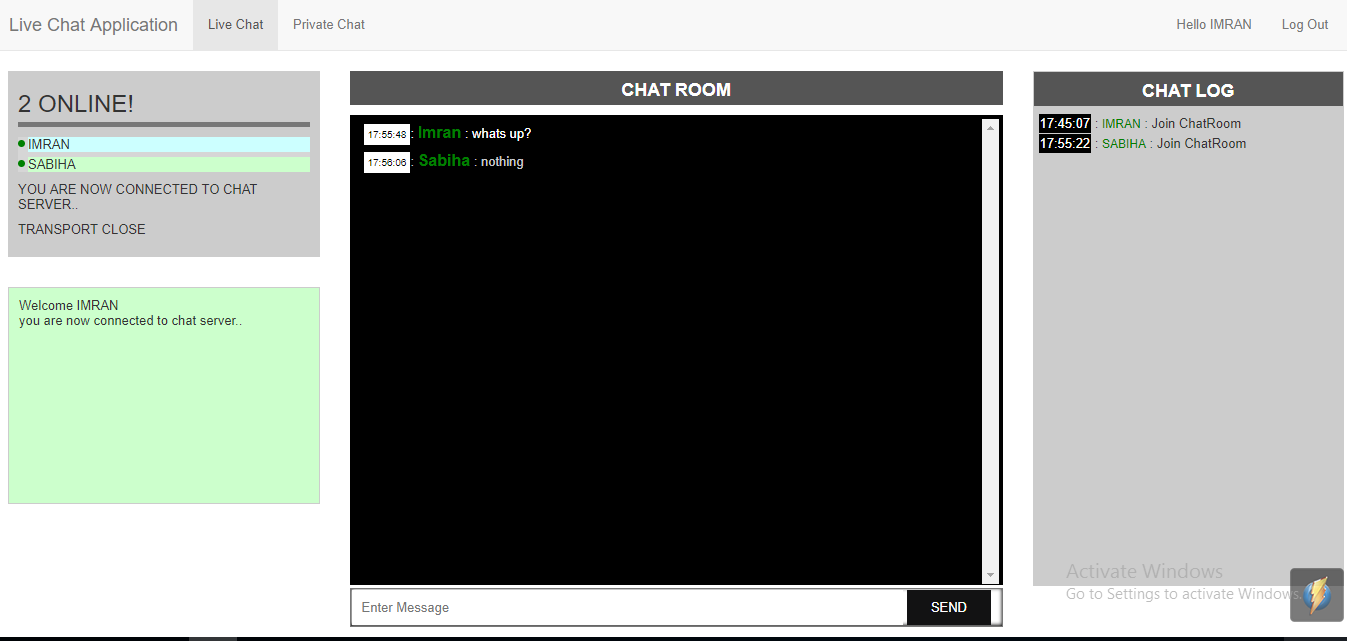 Live Chat Application Live Chat Private Chat Hello IMRAN Log Out
2 ONLINE!
IMRAN
SABIHA
YOU ARE NOW CONNECTED TO CHAT
SERVER..
TRANSPORT CLOSE
Welcome IMRAN
you are now connected to chat server..
CHAT ROOM
17:55:48 : Imran : whats up?
17:56:06 : Sabiha : nothing
Enter Message SEND
CHAT LOG
17:45:07 : IMRAN : Join ChatRoom
17:55:22 : SABIHA : Join ChatRoom
Activate Windows
Go to Settings to activate Windows.